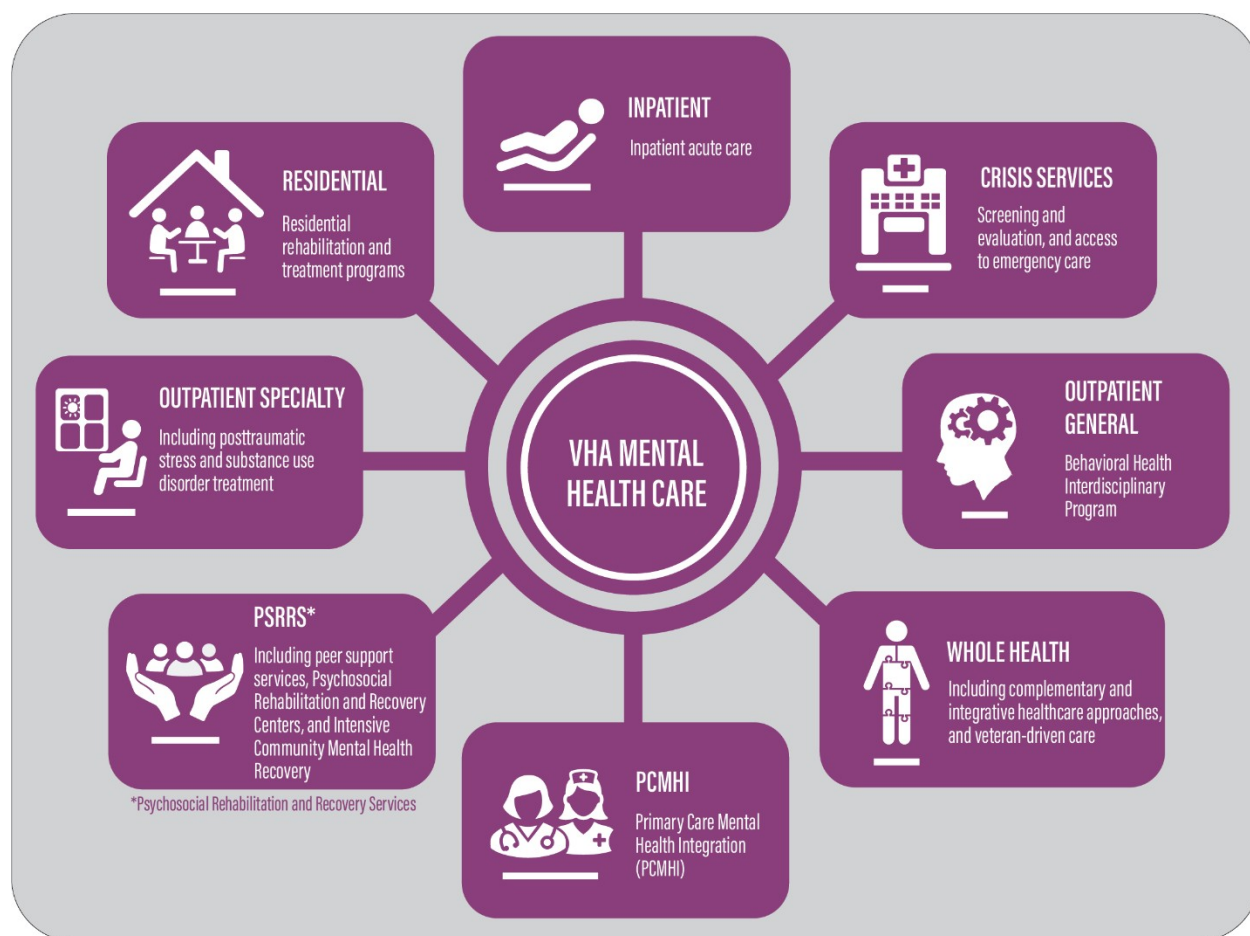 INPATIENT
Inpatient acute care
RESIDENTIAL
Residential
rehabilitation and
treatment programs
CRISIS SERVICES
Screening and
evaluation, and access
to emergency care
OUTPATIENT SPECIALTY
Including posttraumatic
stress and substance use
disorder treatment
VHA MENTAL
HEALTH CARE
OUTPATIENT
GENERAL
Behavioral Health
Interdisciplinary
Program
PSRRS*
Including peer support
services, Psychosocial
Rehabilitation and Recovery
Centers, and Intensive
Community Mental Health
Recovery
*Psychosocial Rehabilitation and Recovery Services
WHOLE HEALTH
Including complementary and
integrative healthcare approaches,
and veteran-driven care
PCMHI
Primary Care Mental
Health Integration
(PCMHI)